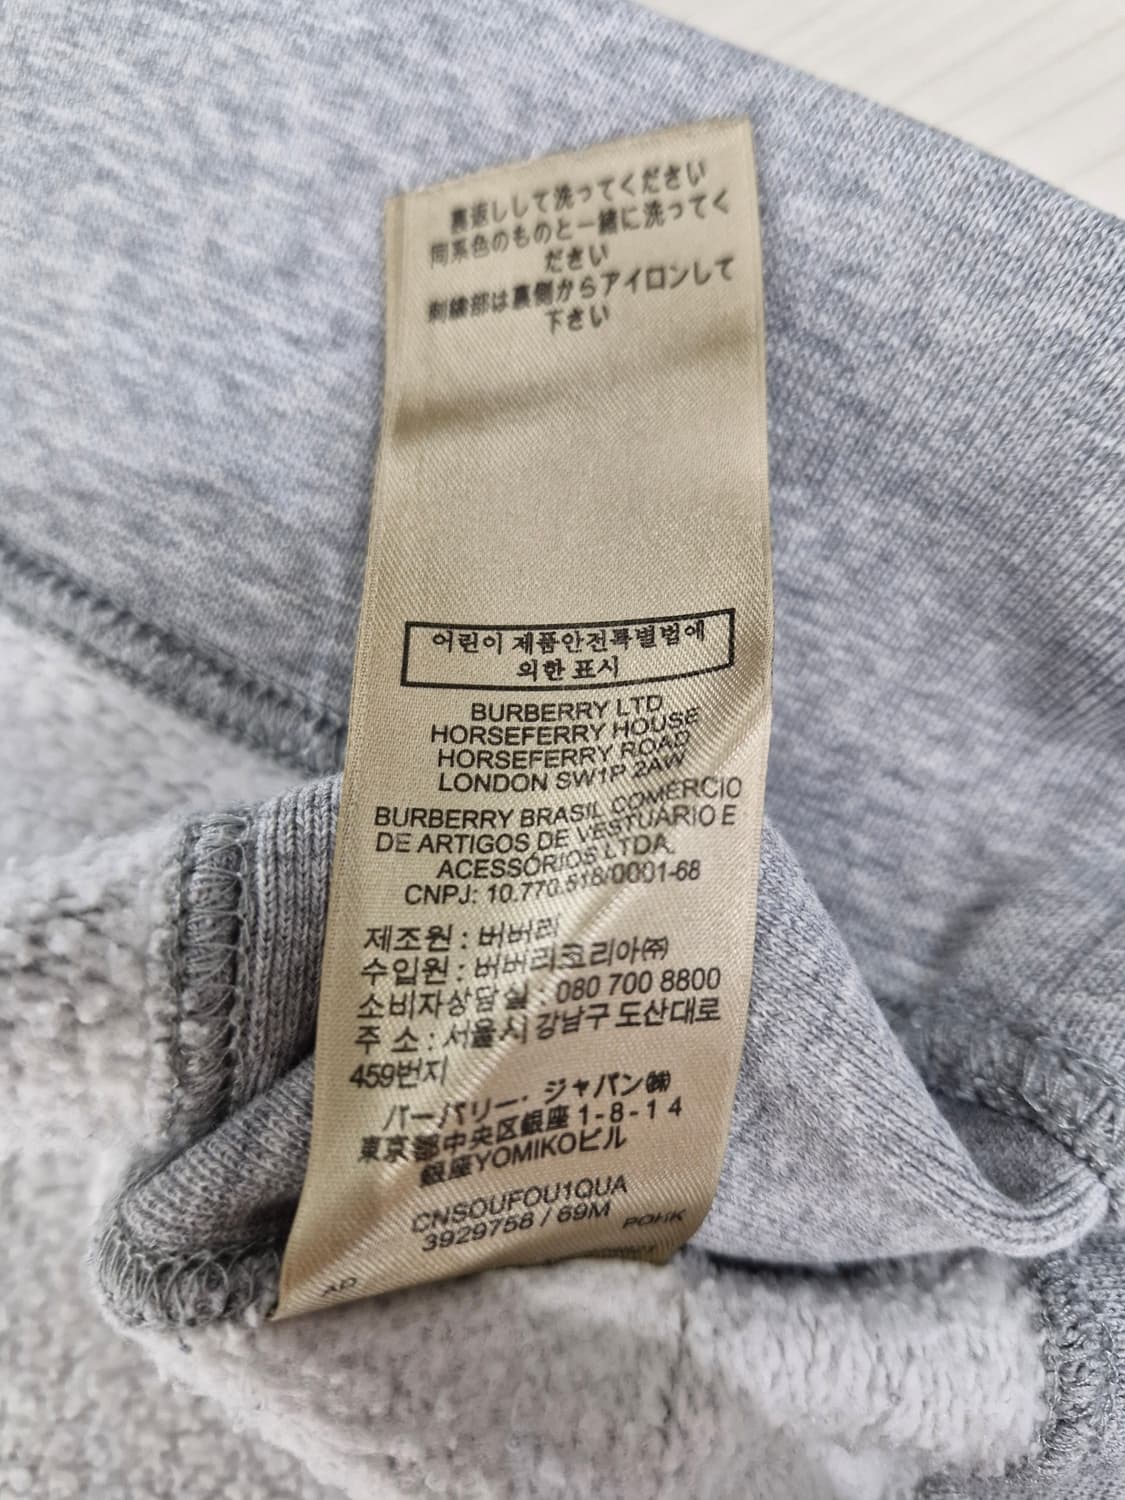 裏返しして洗ってください
同系色のものと一緒に洗ってく
ださい
刺繍部は裏側からアイロンして
下さい
어린이 제품안전특별법에
의한 표시
BURBERRY LTD
HORSEFERRY HOUSE
HORSEFERRY ROAD
LONDON SW1P 2AW
BURBERRY BRASIL COMÉRCIO
DE ARTIGOS DE VESTUÁRIO E
ACESSÓRIOS LTDA.
CNPJ: 10.770.518/0001-68
제조원 : 버버리
수입원 : 버버리코리아㈜
소비자상담실 : 080 700 8800
주 소 : 서울시 강남구 도산대로
459번지
バーバリー・ジャパン㈱
東京都中央区銀座1-8-14
銀座YOMIKOビル
CNSOUFOU1QUA
3929758 / 69M
POHK
AD